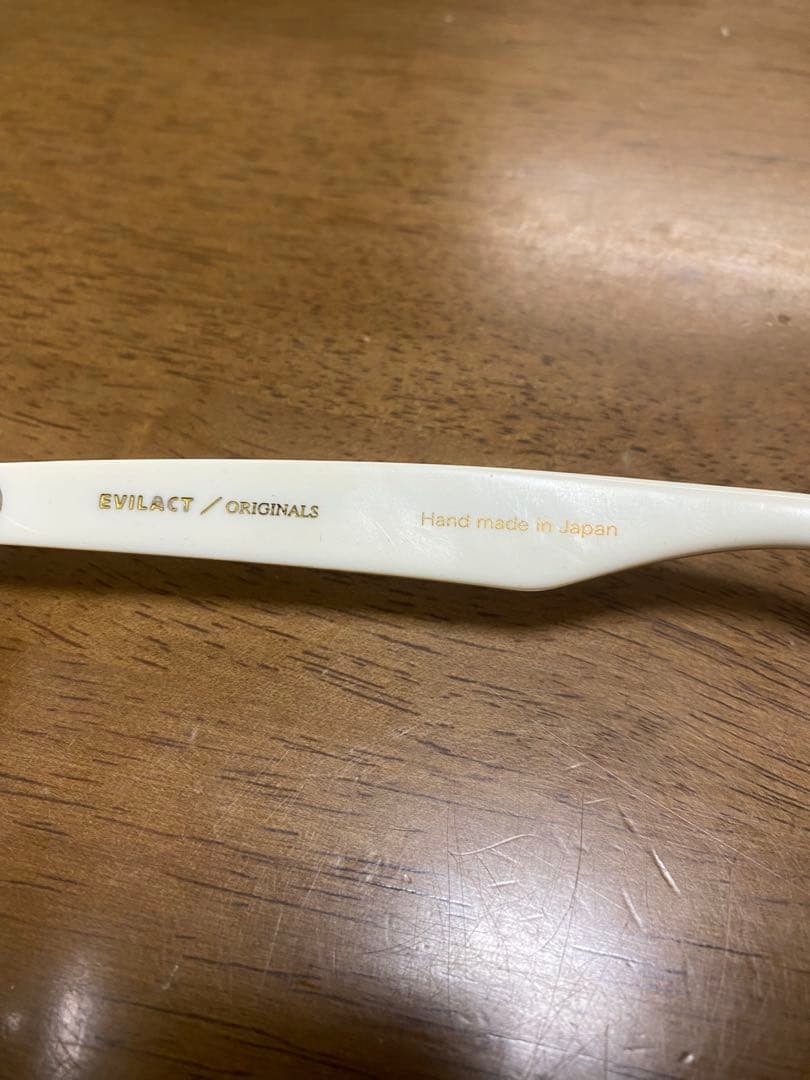 EVILACT / ORIGINALS
Hand made in Japan